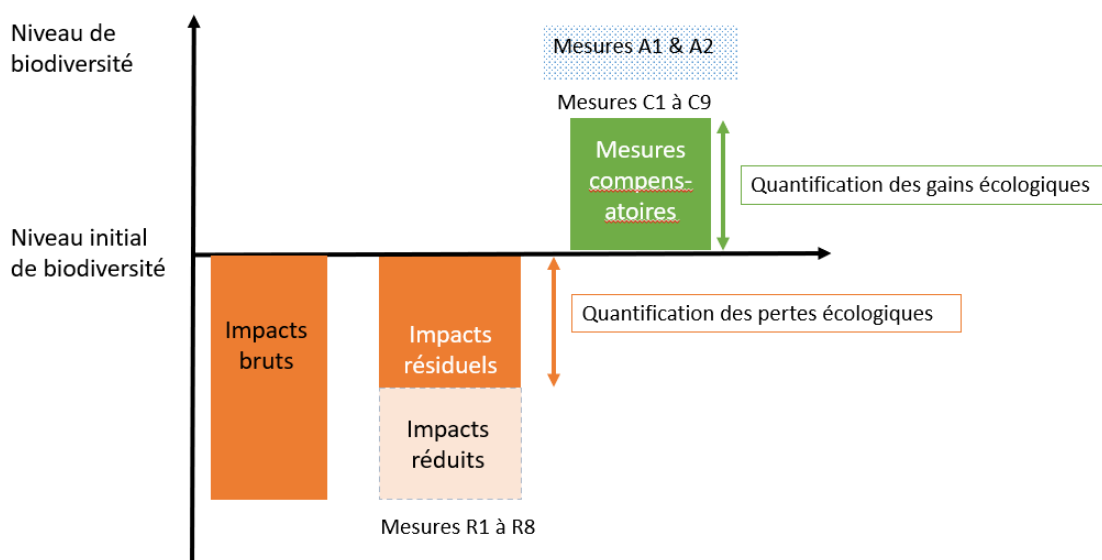 Niveau de
biodiversité
Mesures A1 & A2
Mesures C1 à C9
Mesures
compens-
atoires
Quantification des gains écologiques
Niveau initial
de biodiversité
Impacts
bruts
Impacts
résiduels
Quantification des pertes écologiques
Impacts
réduits
Mesures R1 à R8